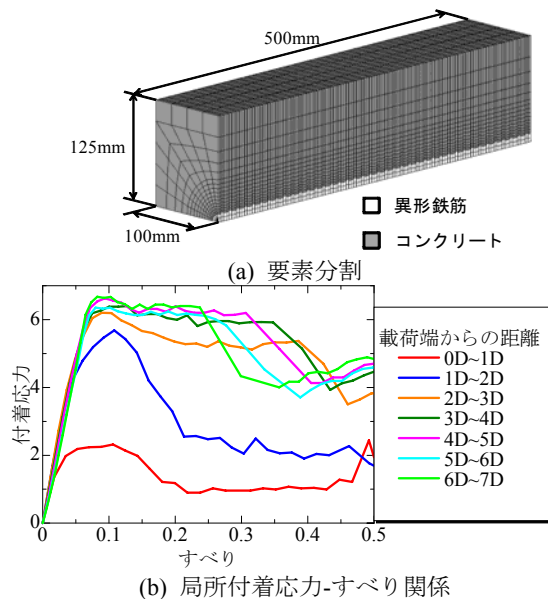 500mm
125mm
100mm
異形鉄筋
コンクリート
(a) 要素分割
付着応力
6
4
2
0
0
0.1
0.2
0.3
0.4
0.5
すべり
載荷端からの距離
0D~1D
1D~2D
2D~3D
3D~4D
4D~5D
5D~6D
6D~7D
(b) 局所付着応力-すべり関係